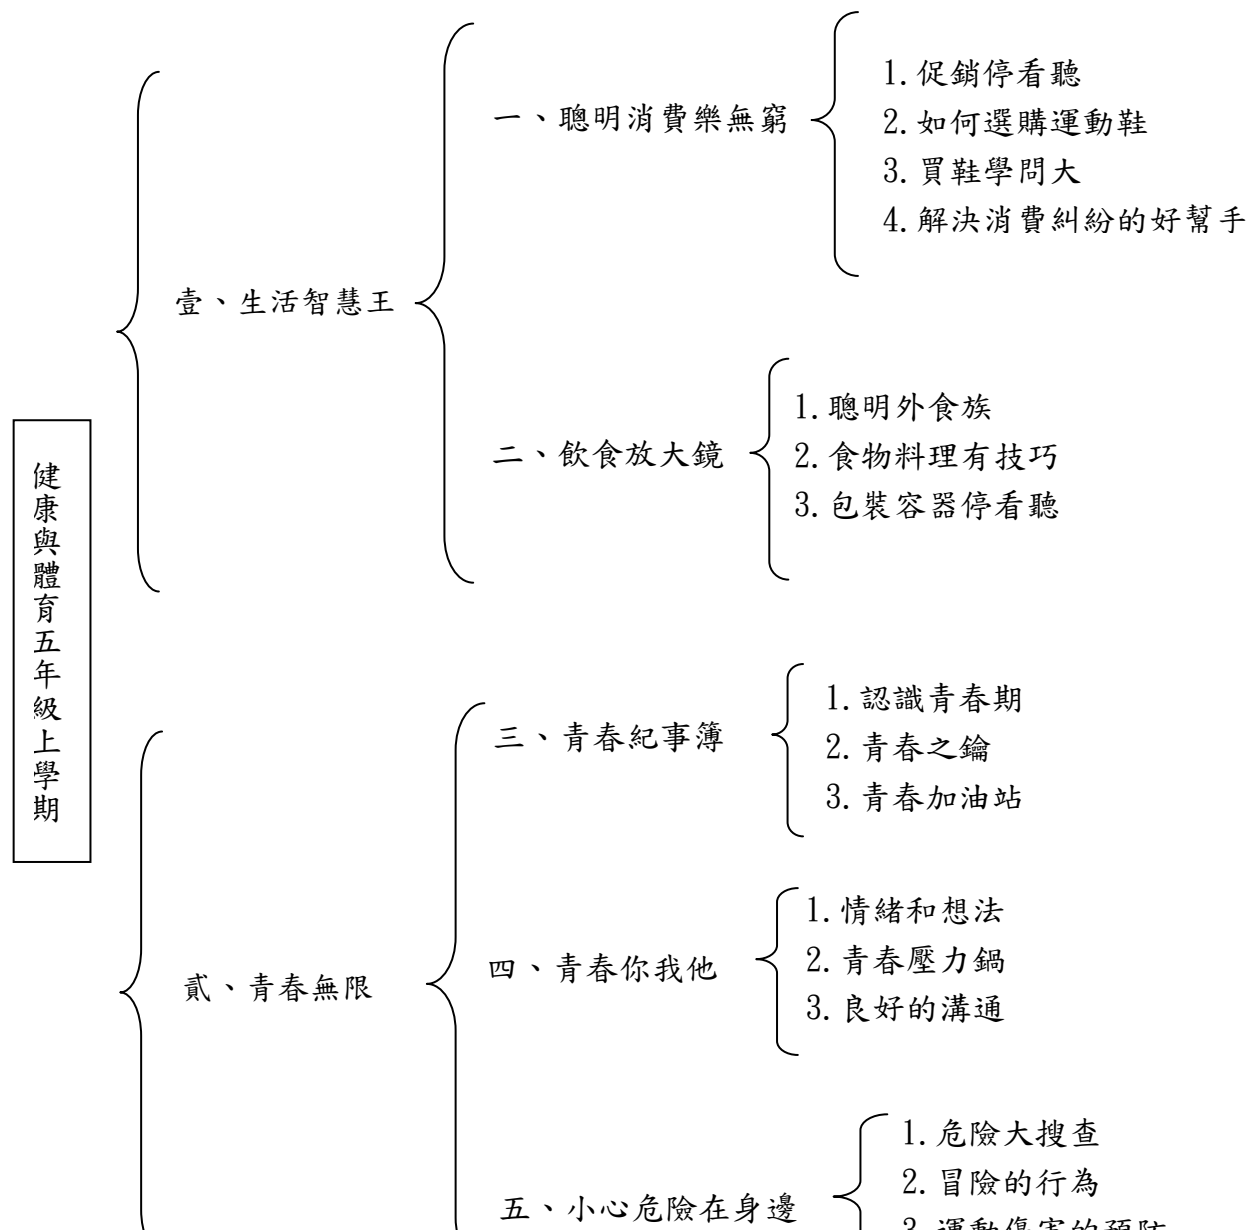 健康與體育五年級上學期
壹、生活智慧王
一、聰明消費樂無窮
1.促銷停看聽
2.如何選購運動鞋
3.買鞋學問大
4.解決消費糾紛的好幫手
二、飲食放大鏡
1.聰明外食族
2.食物料理有技巧
3.包裝容器停看聽
貳、青春無限
三、青春紀事簿
1.認識青春期
2.青春之鑰
3.青春加油站
四、青春你我他
1.情緒和想法
2.青春壓力鍋
3.良好的溝通
五、小心危險在身邊
1.危險大搜查
2.冒險的行為
3.運動傷害的預防